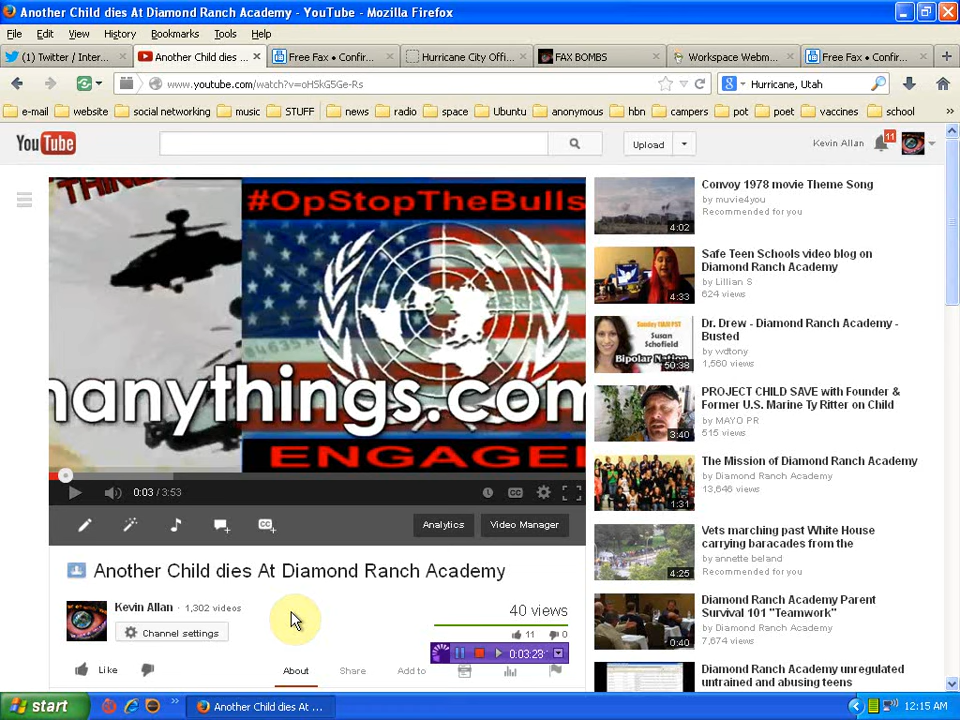 Another Child dies At Diamond Ranch Academy - YouTube - Mozilla Firefox
File Edit View History Bookmarks Tools Help
(1) Twitter / Inter...
Another Child dies ...
Free Fax • Confir...
Hurricane City Offi...
FAX BOMBS
Workspace Webm...
Free Fax • Confir...
www.youtube.com/watch?v=oHSkG5Ge-Rs
Hurricane, Utah
e-mail website social networking music STUFF news radio space Ubuntu anonymous hbn campers pot poet vaccines school
YouTube
Upload
Kevin Allan
11
#OpStopTheBulls
manythings.com
ENGAGE
0:03 / 3:53
CC
Analytics
Video Manager
Another Child dies At Diamond Ranch Academy
Kevin Allan · 1,302 videos
Channel settings
40 views
11 0
0:03:28
Like
About
Share
Add to
Convoy 1978 movie Theme Song
by muvie4you
Recommended for you
4:02
Safe Teen Schools video blog on
Diamond Ranch Academy
by Lillian S
624 views
4:33
Dr. Drew - Diamond Ranch Academy -
Busted
by vvdtony
1,560 views
Sunday 11AM PST
Susan
Schofield
Bipolar Nation
50:38
PROJECT CHILD SAVE with Founder &
Former U.S. Marine Ty Ritter on Child
by MAYO PR
515 views
3:40
The Mission of Diamond Ranch Academy
by Diamond Ranch Academy
13,646 views
1:31
Vets marching past White House
carrying baracades from the
by annette beland
Recommended for you
4:25
Diamond Ranch Academy Parent
Survival 101 "Teamwork"
by Diamond Ranch Academy
7,674 views
0:40
Diamond Ranch Academy unregulated
untrained and abusing teens
start
Another Child dies At ...
12:15 AM